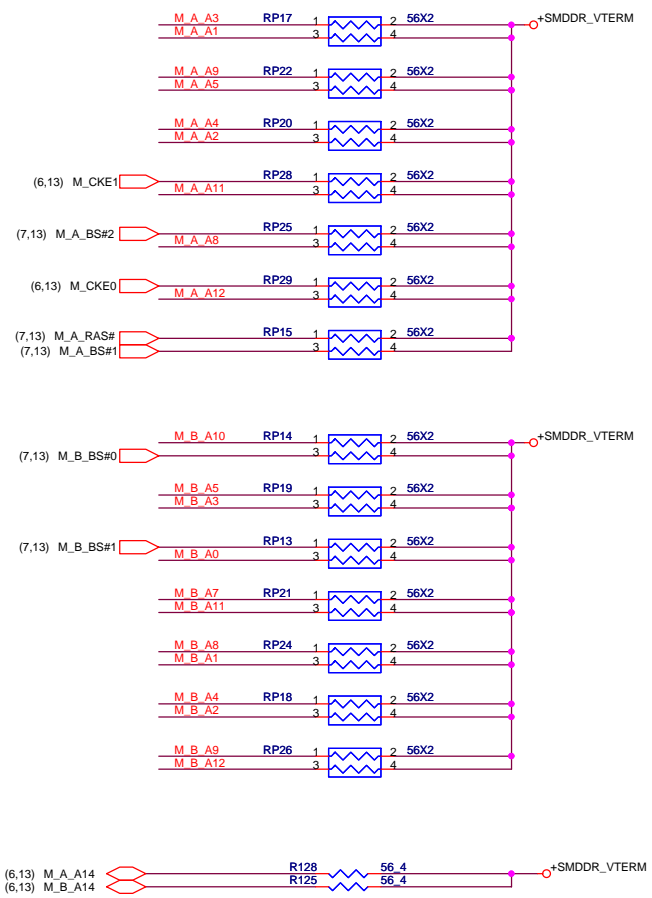 M_A_A3 RP17 1 2 56X2 +SMDDR_VTERM
M_A_A1 3 4
M_A_A9 RP22 1 2 56X2
M_A_A5 3 4
M_A_A4 RP20 1 2 56X2
M_A_A2 3 4
(6,13) M_CKE1 RP28 1 2 56X2
M_A_A11 3 4
(7,13) M_A_BS#2 RP25 1 2 56X2
M_A_A8 3 4
(6,13) M_CKE0 RP29 1 2 56X2
M_A_A12 3 4
(7,13) M_A_RAS# RP15 1 2 56X2
(7,13) M_A_BS#1 3 4
M_B_A10 RP14 1 2 56X2 +SMDDR_VTERM
(7,13) M_B_BS#0 3 4
M_B_A5 RP19 1 2 56X2
M_B_A3 3 4
(7,13) M_B_BS#1 RP13 1 2 56X2
M_B_A0 3 4
M_B_A7 RP21 1 2 56X2
M_B_A11 3 4
M_B_A8 RP24 1 2 56X2
M_B_A1 3 4
M_B_A4 RP18 1 2 56X2
M_B_A2 3 4
M_B_A9 RP26 1 2 56X2
M_B_A12 3 4
(6,13) M_A_A14 R128 56_4 +SMDDR_VTERM
(6,13) M_B_A14 R125 56_4